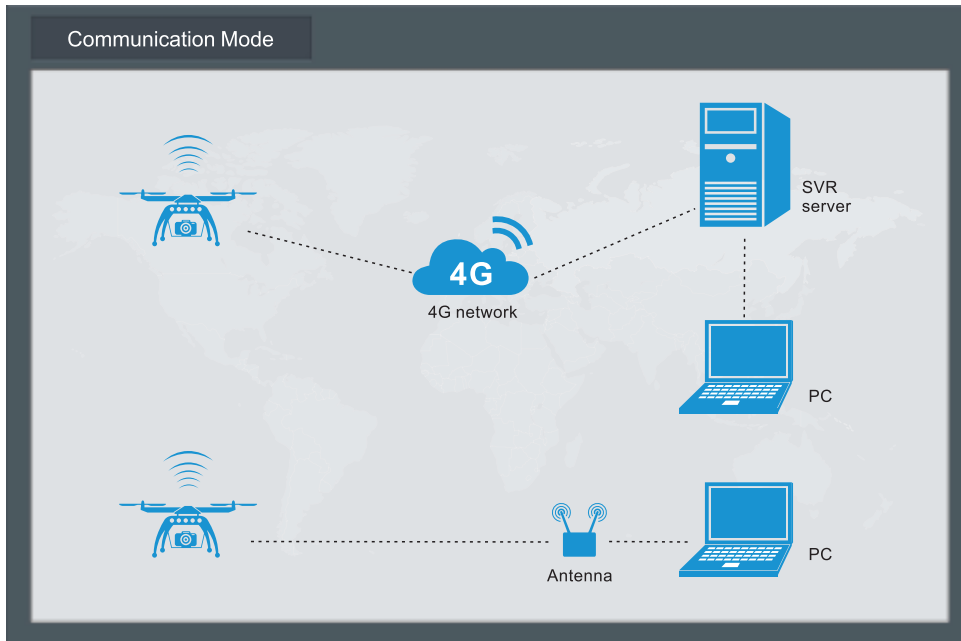 Communication Mode
SVR
server
4G
4G network
PC
Antenna
PC